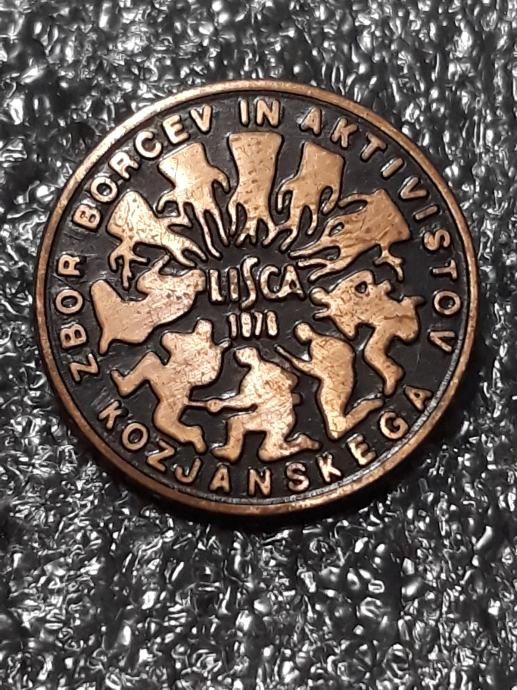 ZBOR BORCEV IN AKTIVISTOV
KOZJANSKEGA
LISCA
1978